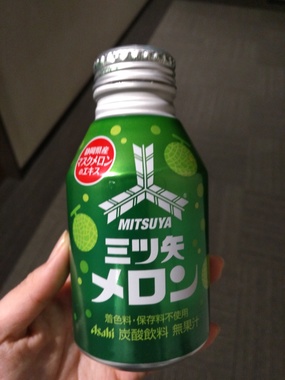 静岡県産
マスクメロン
のエキス
MITSUYA
三ツ矢
メロン
着色料・保存料不使用
Asahi 炭酸飲料 無果汁